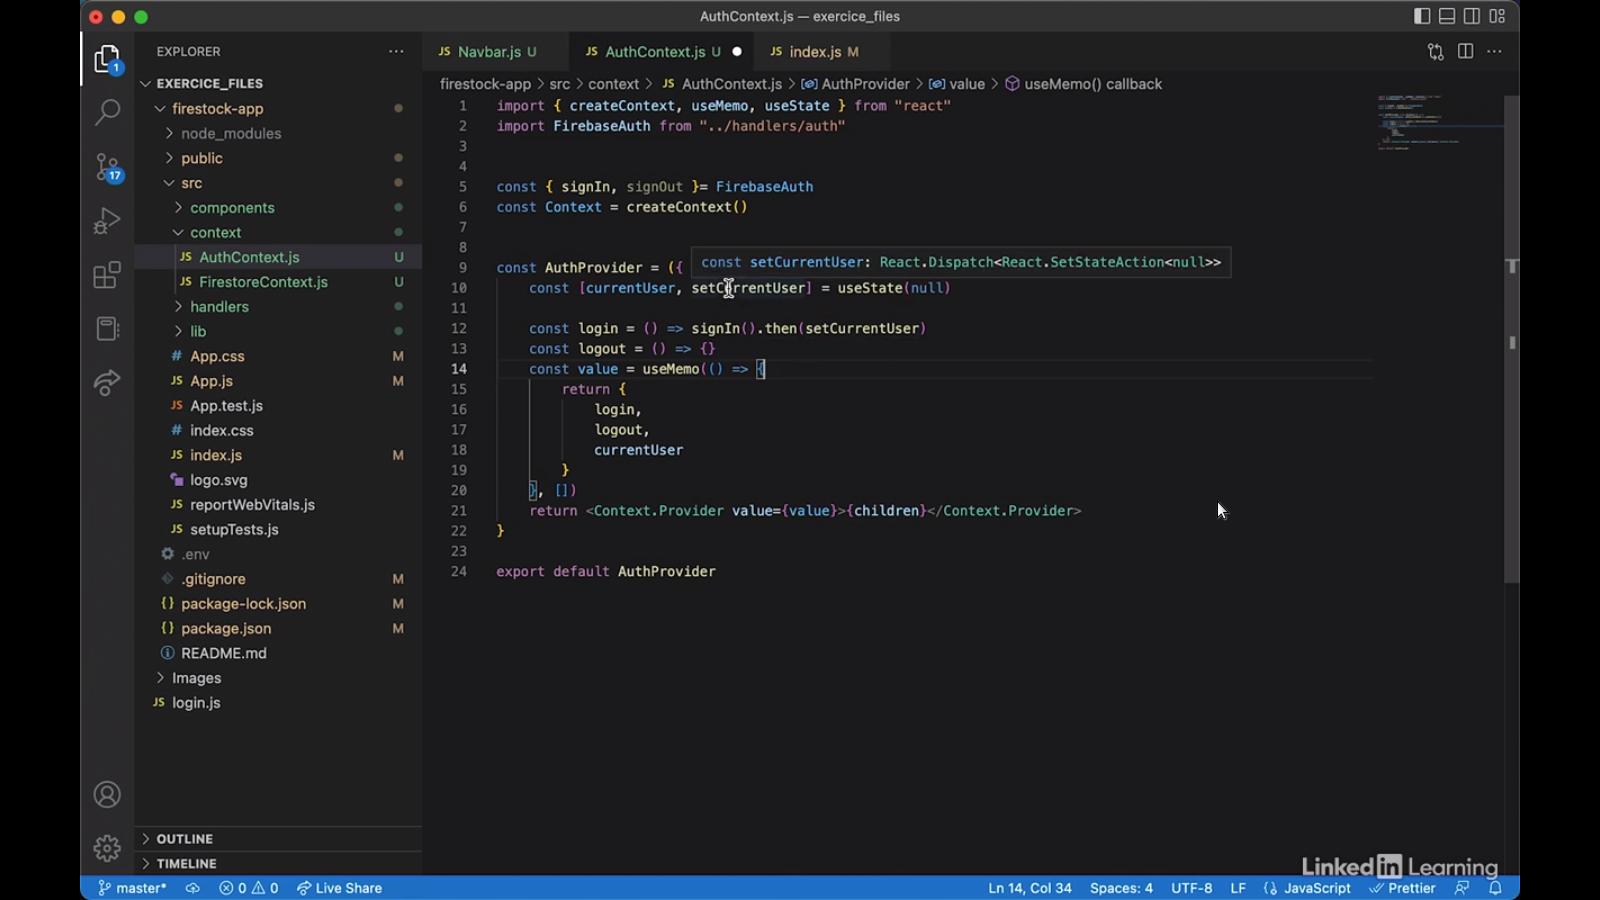 AuthContext.js — exercice_files
EXPLORER
EXERCICE_FILES
firestock-app
node_modules
public
src
components
context
JS AuthContext.js U
JS FirestoreContext.js U
handlers
lib
# App.css M
JS App.js M
JS App.test.js
# index.css
JS index.js M
logo.svg
JS reportWebVitals.js
JS setupTests.js
.env
.gitignore M
{} package-lock.json M
{} package.json M
README.md
Images
JS login.js
OUTLINE
TIMELINE
1
17
JS Navbar.js U
JS AuthContext.js U
JS index.js M
firestock-app > src > context > JS AuthContext.js > AuthProvider > value > useMemo() callback
1 import { createContext, useMemo, useState } from "react"
2 import FirebaseAuth from "../handlers/auth"
3
4
5 const { signIn, signOut }= FirebaseAuth
6 const Context = createContext()
7
8
const setCurrentUser: React.Dispatch<React.SetStateAction<null>>
9 const AuthProvider = ({
10 const [currentUser, setCurrentUser] = useState(null)
11
12 const login = () => signIn().then(setCurrentUser)
13 const logout = () => {}
14 const value = useMemo(() => {
15 return {
16 login,
17 logout,
18 currentUser
19 }
20 }, [])
21 return <Context.Provider value={value}>{children}</Context.Provider>
22 }
23
24 export default AuthProvider
LinkedIn Learning
master* 0 0 Live Share Ln 14, Col 34 Spaces: 4 UTF-8 LF {} JavaScript Prettier